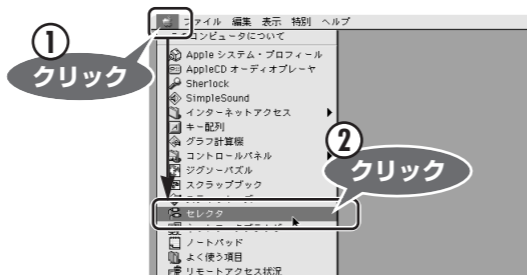 ファイル 編集 表示 特別 ヘルプ
コンピュータについて
① クリック
Apple システム・プロフィール
AppleCD オーディオプレーヤ
Sherlock
SimpleSound
インターネットアクセス
キー配列
グラフ計算機
コントロールパネル
ジグソーパズル
スクラップブック
② クリック
セレクタ
ノートパッド
よく使う項目
リモートアクセス状況